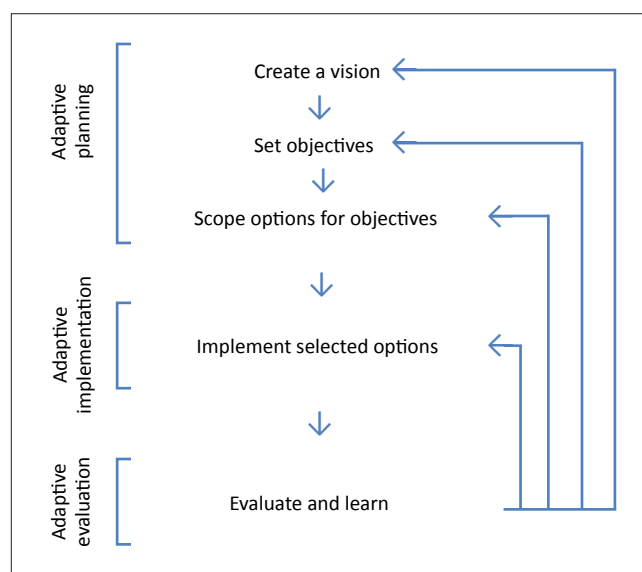 Adaptive
planning
Create a vision
Set objectives
Scope options for objectives
Adaptive
implementation
Implement selected options
Adaptive
evaluation
Evaluate and learn